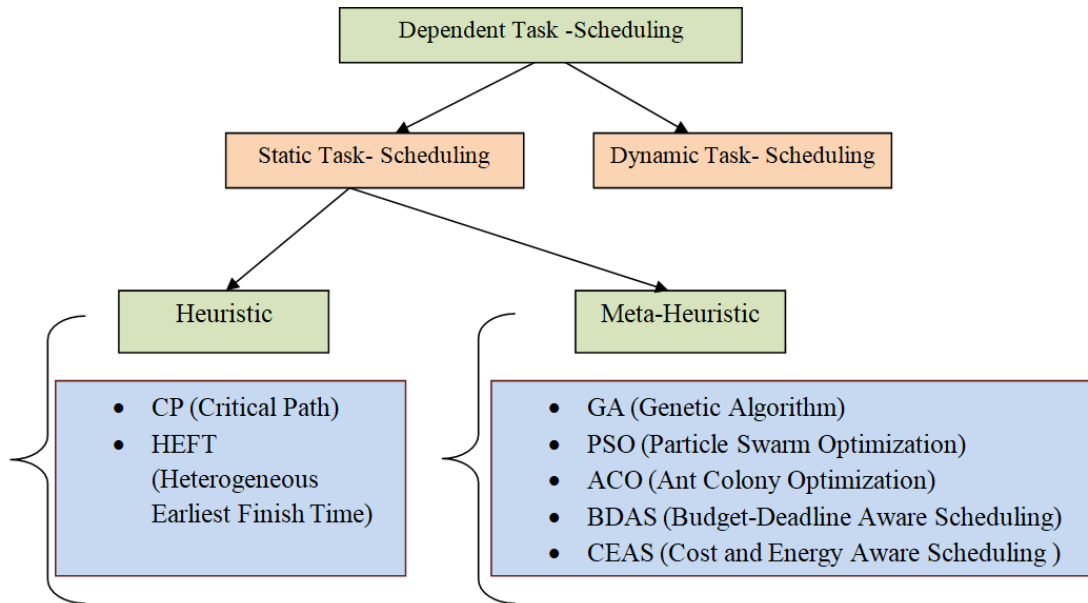 Dependent Task -Scheduling
Static Task- Scheduling
Dynamic Task- Scheduling
Heuristic
Meta-Heuristic
• CP (Critical Path)
• HEFT
(Heterogeneous
Earliest Finish Time)
• GA (Genetic Algorithm)
• PSO (Particle Swarm Optimization)
• ACO (Ant Colony Optimization)
• BDAS (Budget-Deadline Aware Scheduling)
• CEAS (Cost and Energy Aware Scheduling )